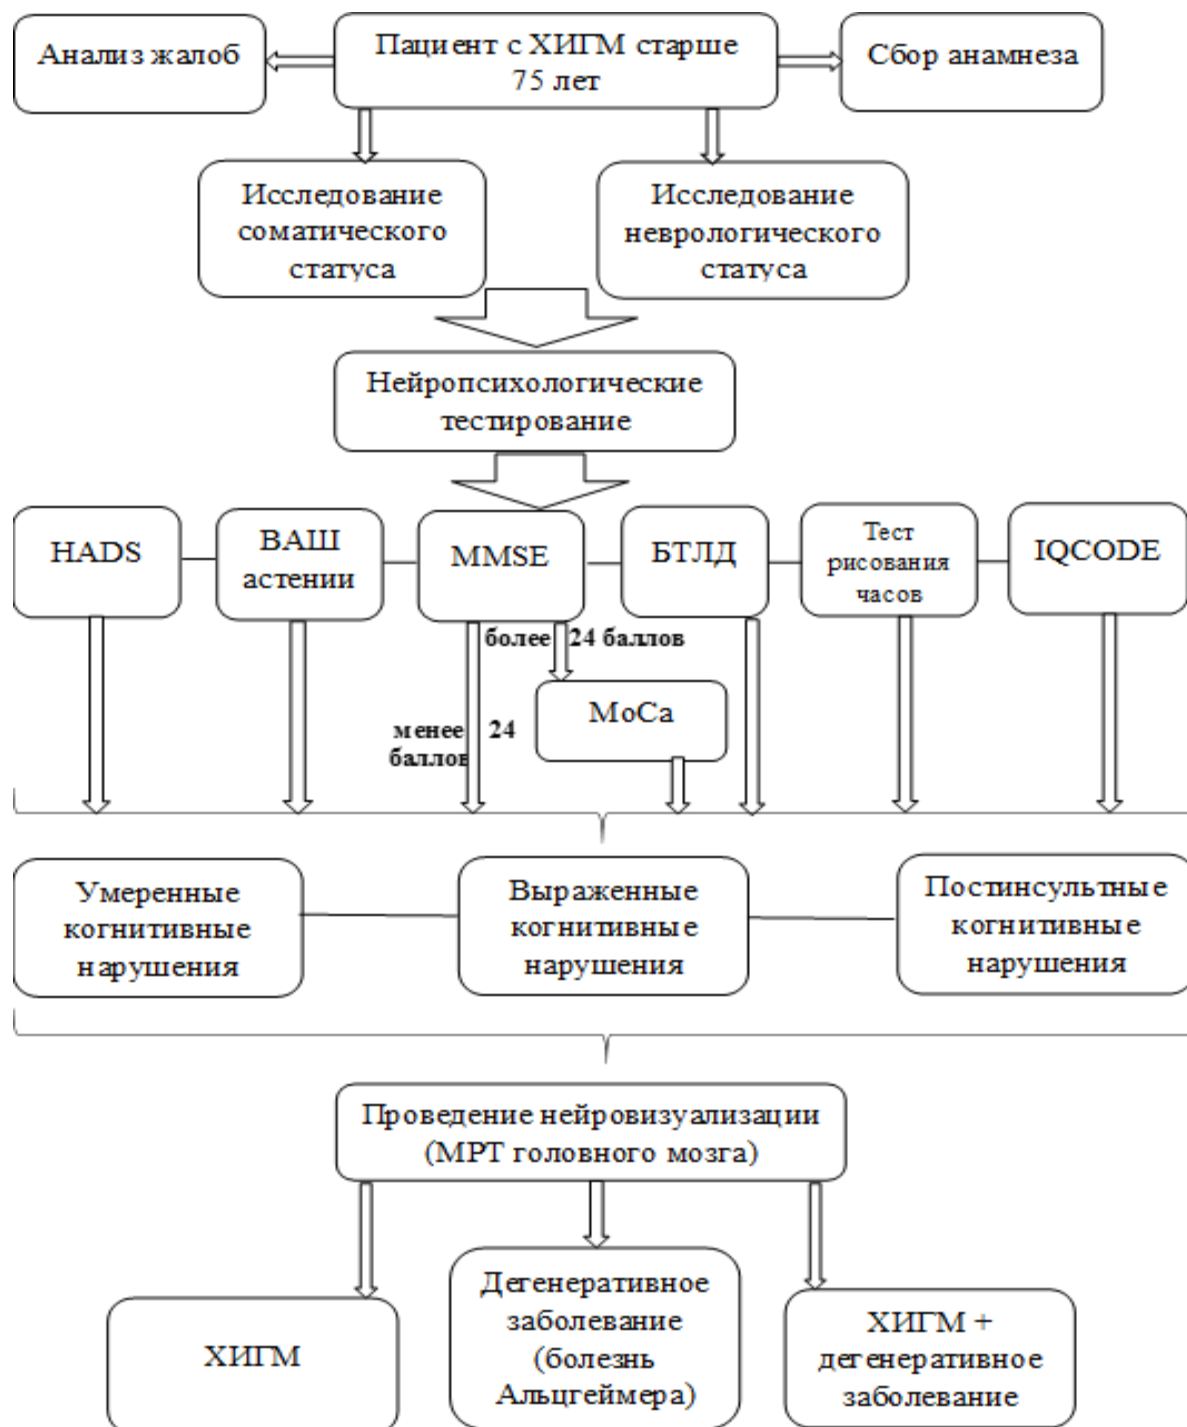 Анализ жалоб
Пациент с ХИГМ старше
75 лет
Сбор анамнеза
Исследование
соматического
статуса
Исследование
неврологического
статуса
Нейропсихологические
тестирование
HADS
ВАШ
астении
MMSE
БТЛД
Тест
рисования
часов
IQCODE
более 24 баллов
МоСа
менее 24
баллов
Умеренные
когнитивные
нарушения
Выраженные
когнитивные
нарушения
Постинсультные
когнитивные
нарушения
Проведение нейровизуализации
(МРТ головного мозга)
ХИГМ
Дегенеративное
заболевание
(болезнь
Альцгеймера)
ХИГМ +
дегенеративное
заболевание